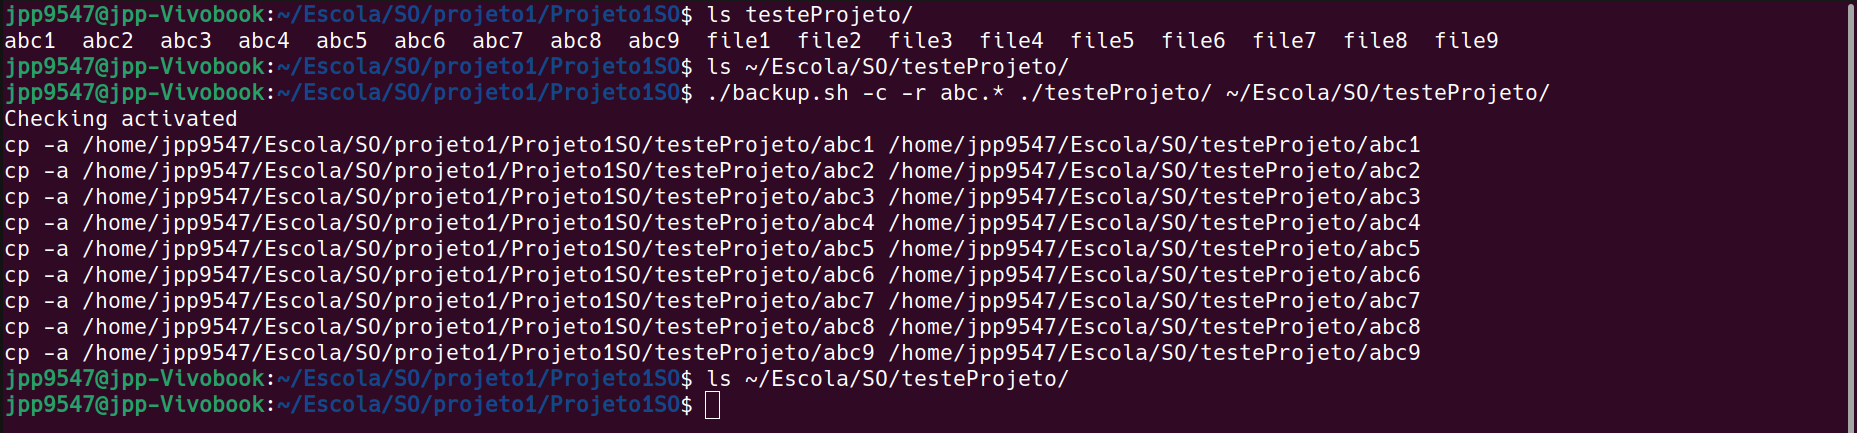 jpp9547@jpp-Vivobook:~/Escola/SO/projeto1/Projeto1SO$ ls testeProjeto/
abc1  abc2  abc3  abc4  abc5  abc6  abc7  abc8  abc9  file1  file2  file3  file4  file5  file6  file7  file8  file9
jpp9547@jpp-Vivobook:~/Escola/SO/projeto1/Projeto1SO$ ls ~/Escola/SO/testeProjeto/
jpp9547@jpp-Vivobook:~/Escola/SO/projeto1/Projeto1SO$ ./backup.sh -c -r abc.* ./testeProjeto/ ~/Escola/SO/testeProjeto/
Checking activated
cp -a /home/jpp9547/Escola/SO/projeto1/Projeto1SO/testeProjeto/abc1 /home/jpp9547/Escola/SO/testeProjeto/abc1
cp -a /home/jpp9547/Escola/SO/projeto1/Projeto1SO/testeProjeto/abc2 /home/jpp9547/Escola/SO/testeProjeto/abc2
cp -a /home/jpp9547/Escola/SO/projeto1/Projeto1SO/testeProjeto/abc3 /home/jpp9547/Escola/SO/testeProjeto/abc3
cp -a /home/jpp9547/Escola/SO/projeto1/Projeto1SO/testeProjeto/abc4 /home/jpp9547/Escola/SO/testeProjeto/abc4
cp -a /home/jpp9547/Escola/SO/projeto1/Projeto1SO/testeProjeto/abc5 /home/jpp9547/Escola/SO/testeProjeto/abc5
cp -a /home/jpp9547/Escola/SO/projeto1/Projeto1SO/testeProjeto/abc6 /home/jpp9547/Escola/SO/testeProjeto/abc6
cp -a /home/jpp9547/Escola/SO/projeto1/Projeto1SO/testeProjeto/abc7 /home/jpp9547/Escola/SO/testeProjeto/abc7
cp -a /home/jpp9547/Escola/SO/projeto1/Projeto1SO/testeProjeto/abc8 /home/jpp9547/Escola/SO/testeProjeto/abc8
cp -a /home/jpp9547/Escola/SO/projeto1/Projeto1SO/testeProjeto/abc9 /home/jpp9547/Escola/SO/testeProjeto/abc9
jpp9547@jpp-Vivobook:~/Escola/SO/projeto1/Projeto1SO$ ls ~/Escola/SO/testeProjeto/
jpp9547@jpp-Vivobook:~/Escola/SO/projeto1/Projeto1SO$